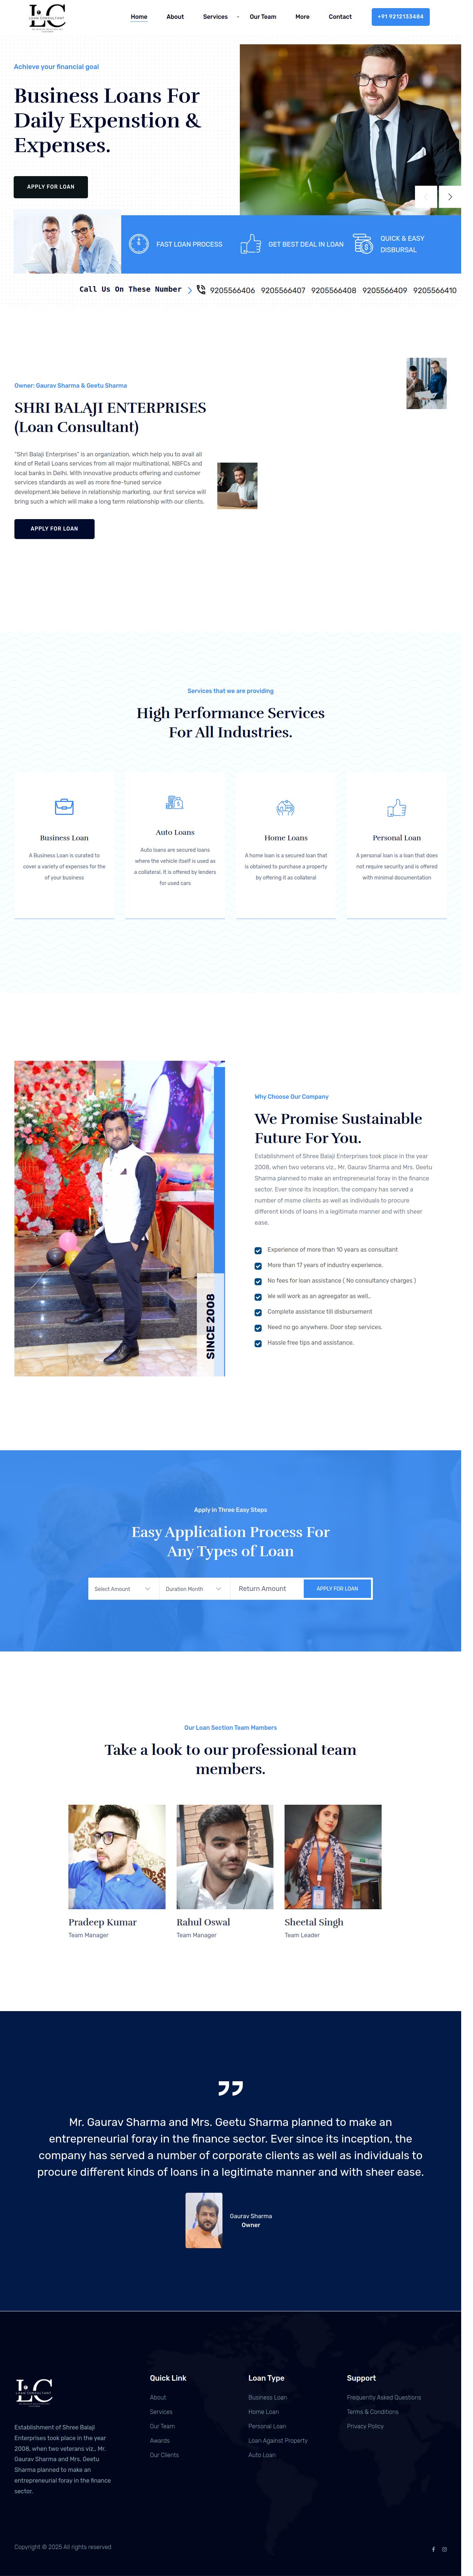 LC
LOAN CONSULTANT
Home
About
Services
Our Team
More
Contact
+91 9212133484
Achieve your financial goal
Business Loans For
Daily Expenstion &
Expenses.
APPLY FOR LOAN
FAST LOAN PROCESS
GET BEST DEAL IN LOAN
QUICK & EASY
DISBURSAL
Call Us On These Number
9205566406 9205566407 9205566408 9205566409 9205566410
Owner: Gaurav Sharma & Geetu Sharma
SHRI BALAJI ENTERPRISES
(Loan Consultant)
"Shri Balaji Enterprises" is an organization, which help you to avail all
kind of Retail Loans services from all major multinational, NBFCs and
local banks in Delhi. With innovative products offering and customer
services standards as well as more fine-tuned service
development.We believe in relationship marketing, our first service will
bring such a which will make a long term relationship with our clients.
APPLY FOR LOAN
Services that we are providing
High Performance Services
For All Industries.
Business Loan
A Business Loan is curated to
cover a variety of expenses for the
of your business
Auto Loans
Auto loans are secured loans
where the vehicle itself is used as
a collateral. It is offered by lenders
for used cars
Home Loans
A home loan is a secured loan that
is obtained to purchase a property
by offering it as collateral
Personal Loan
A personal loan is a loan that does
not require security and is offered
with minimal documentation
SINCE 2008
Why Choose Our Company
We Promise Sustainable
Future For You.
Establishment of Shree Balaji Enterprises took place in the year
2008, when two veterans viz., Mr. Gaurav Sharma and Mrs. Geetu
Sharma planned to make an entrepreneurial foray in the finance
sector. Ever since its inception, the company has served a
number of mome clients as well as individuals to procure
different kinds of loans in a legitimate manner and with sheer
ease.
Experience of more than 10 years as consultant
More than 17 years of industry experience.
No fees for loan assistance ( No consultancy charges )
We will work as an agreegator as well..
Complete assistance till disbursement
Need no go anywhere. Door step services.
Hassle free tips and assistance.
Apply in Three Easy Steps
Easy Application Process For
Any Types of Loan
Select Amount
Duration Month
Return Amount
APPLY FOR LOAN
Our Loan Section Team Mambers
Take a look to our professional team
members.
Pradeep Kumar
Team Manager
Rahul Oswal
Team Manager
Sheetal Singh
Team Leader
Mr. Gaurav Sharma and Mrs. Geetu Sharma planned to make an
entrepreneurial foray in the finance sector. Ever since its inception, the
company has served a number of corporate clients as well as individuals to
procure different kinds of loans in a legitimate manner and with sheer ease.
Gaurav Sharma
Owner
LC
LOAN CONSULTANT
Establishment of Shree Balaji
Enterprises took place in the year
2008, when two veterans viz., Mr.
Gaurav Sharma and Mrs. Geetu
Sharma planned to make an
entrepreneurial foray in the finance
sector.
Quick Link
About
Services
Our Team
Awards
Our Clients
Loan Type
Business Loan
Home Loan
Personal Loan
Loan Against Property
Auto Loan
Support
Frequently Asked Questions
Terms & Conditions
Privacy Policy
Copyright © 2025 All rights reserved